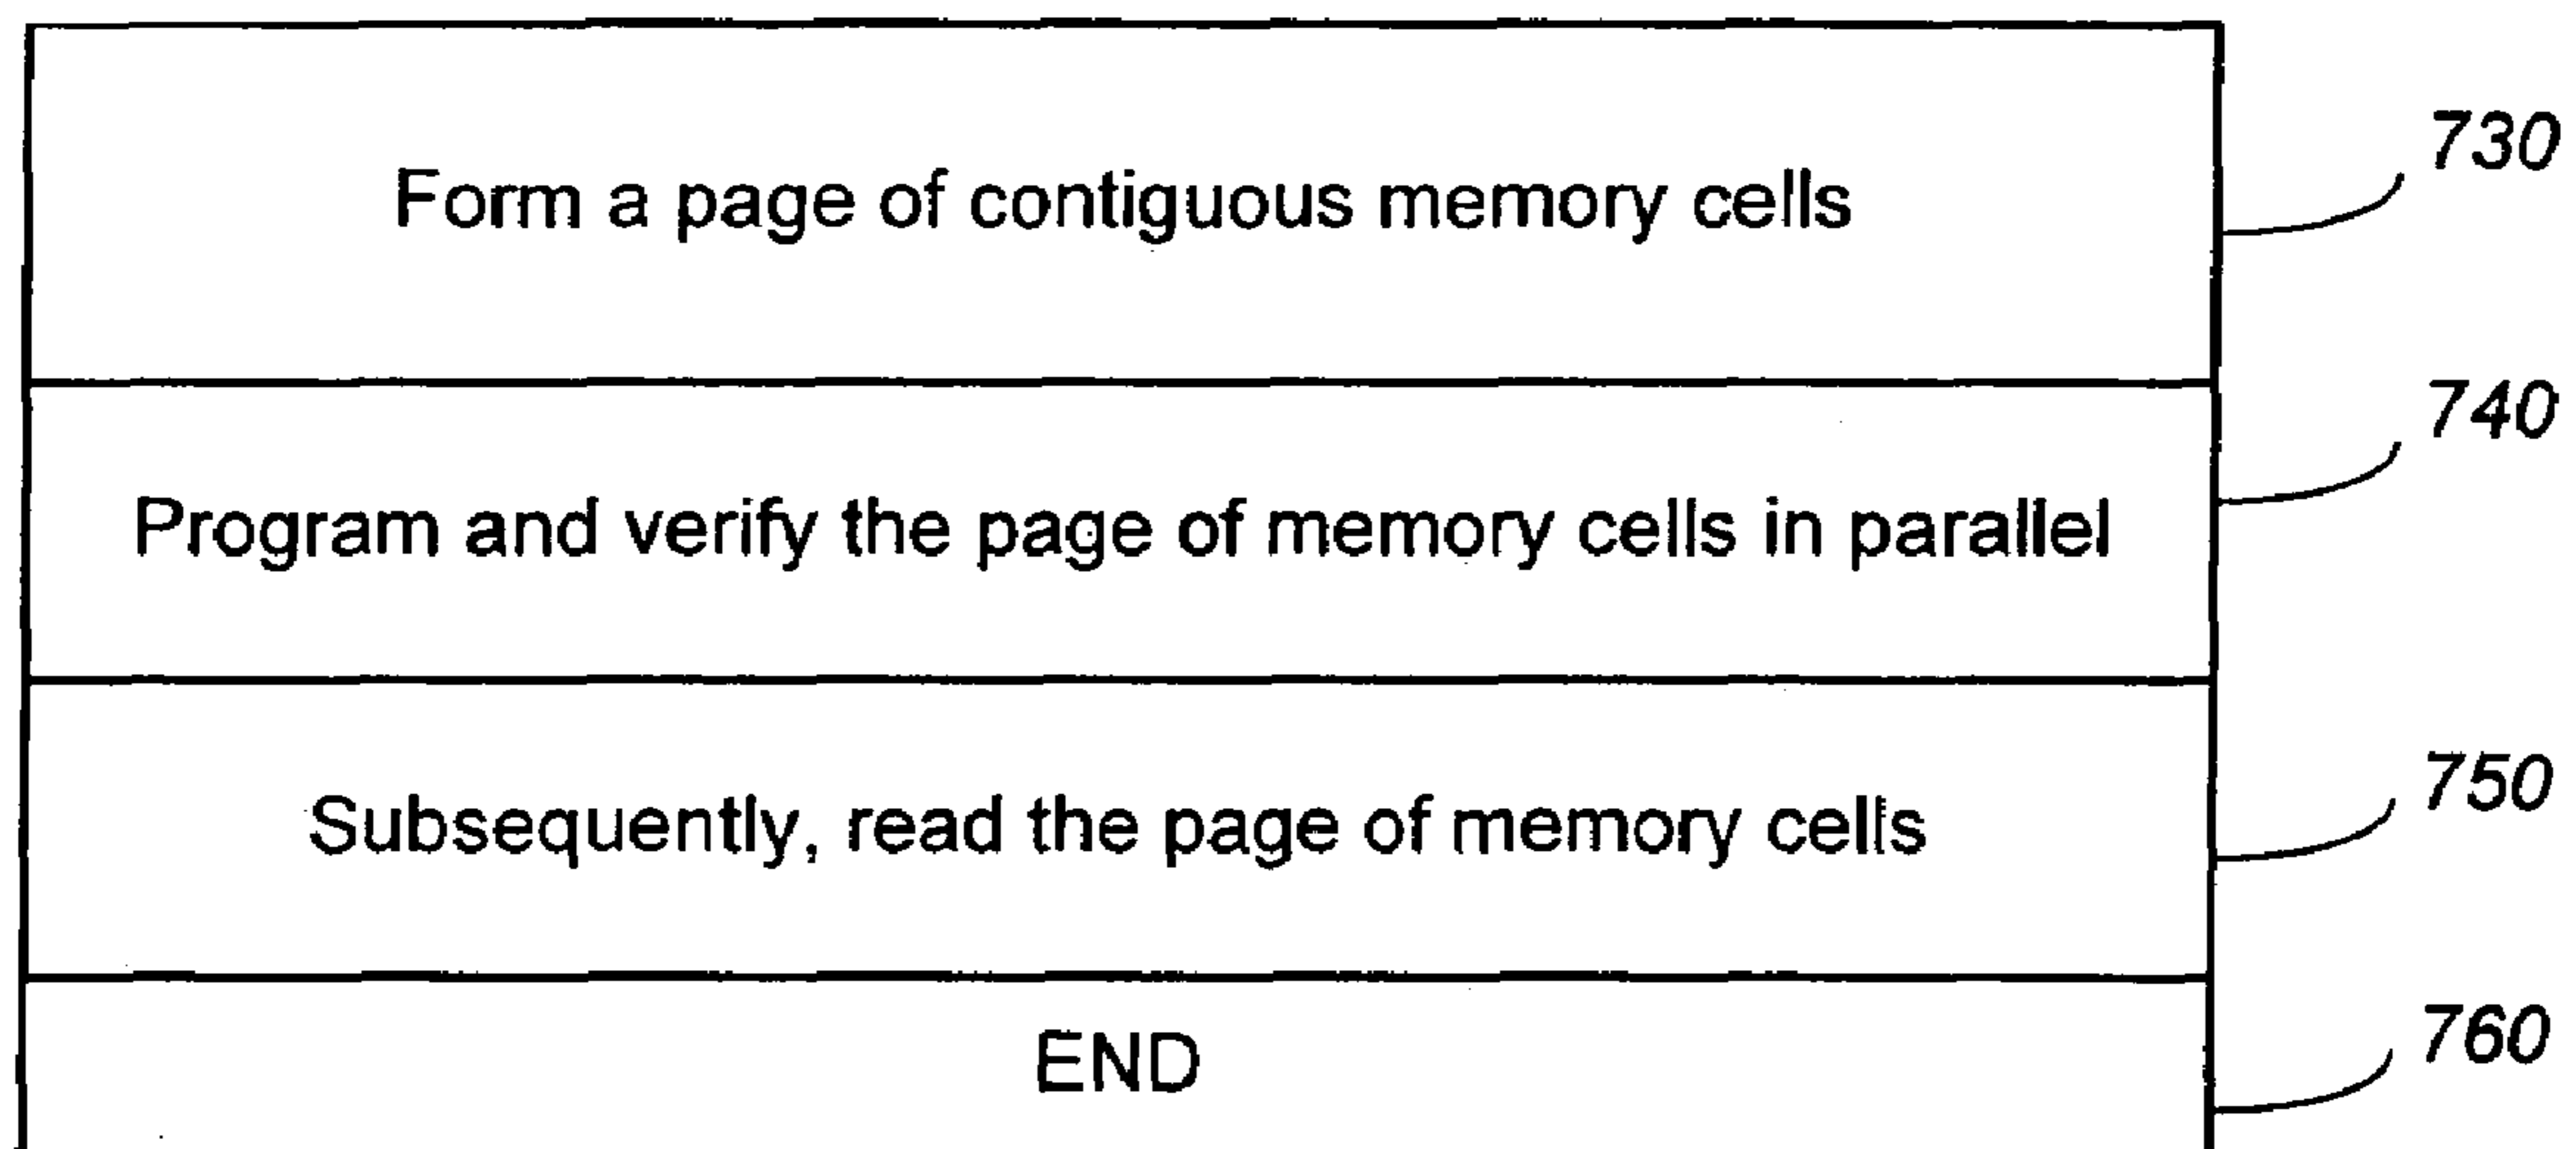 730
Form a page of contiguous memory cells
740
Program and verify the page of memory cells in parallel
750
Subsequently, read the page of memory cells
760
END